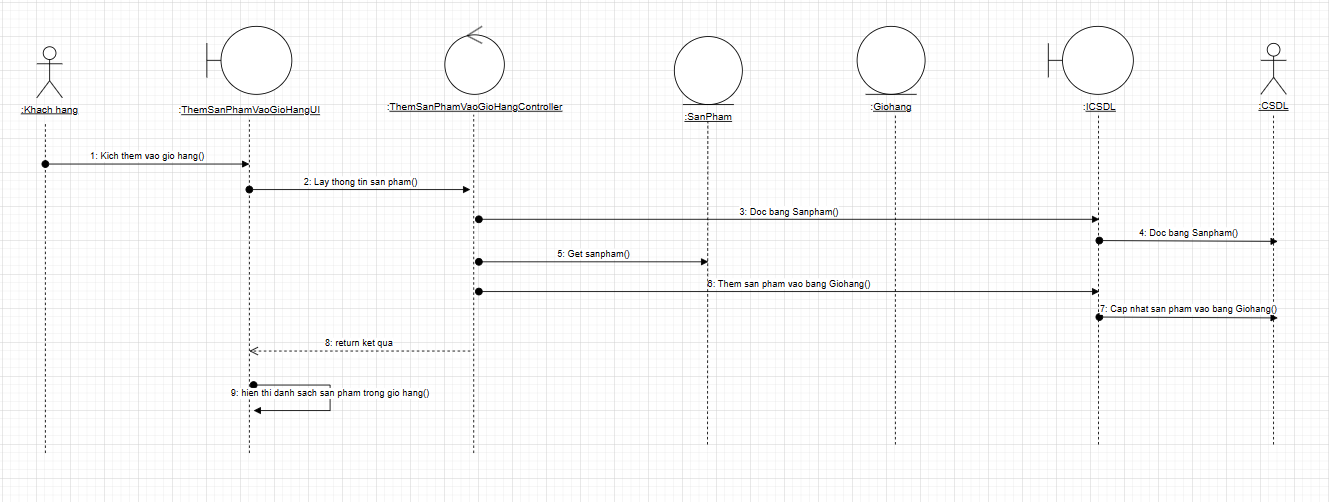 :Khach hang
:ThemSanPhamVaoGioHangUI
:ThemSanPhamVaoGioHangController
:SanPham
:Giohang
:ICSDL
:CSDL
1: Kich them vao gio hang()
2: Lay thong tin san pham()
3: Doc bang Sanpham()
4: Doc bang Sanpham()
5: Get sanpham()
6: Them san pham vao bang Giohang()
7: Cap nhat san pham vao bang Giohang()
8: return ket qua
9: hien thi danh sach san pham trong gio hang()